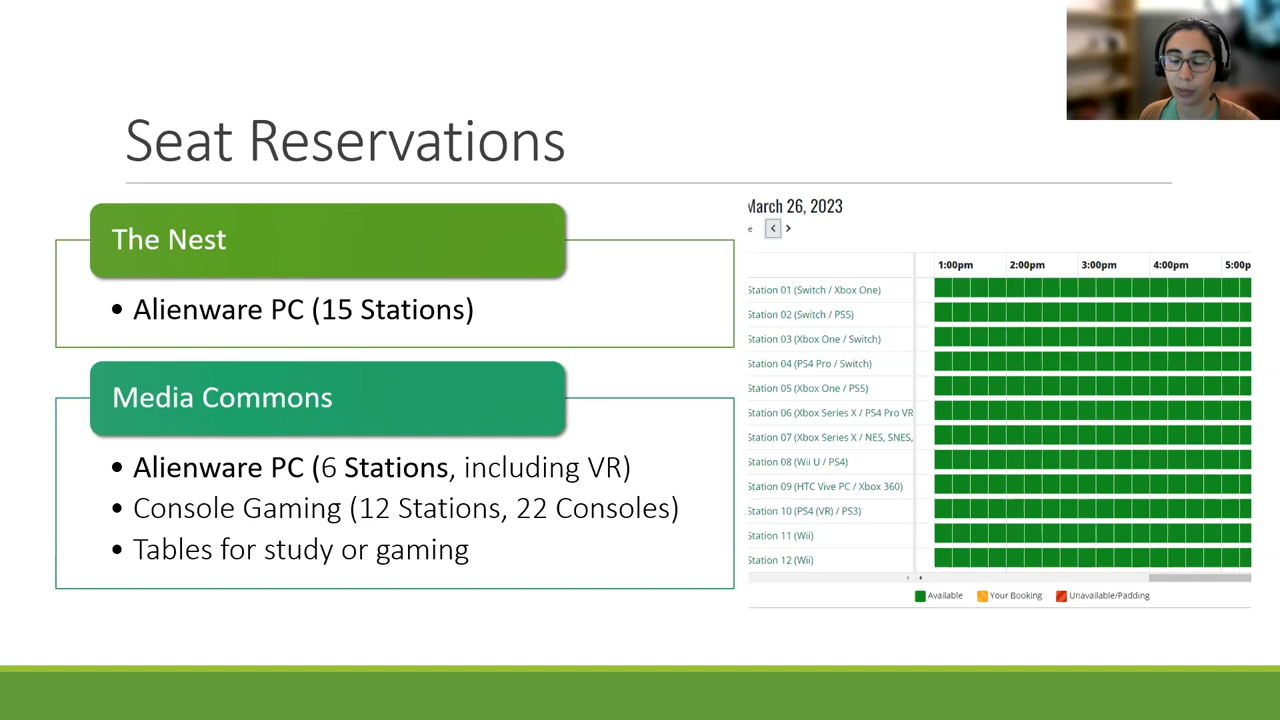 Seat Reservations
The Nest
• Alienware PC (15 Stations)
Media Commons
• Alienware PC (6 Stations, including VR)
• Console Gaming (12 Stations, 22 Consoles)
• Tables for study or gaming
March 26, 2023
e < >
1:00pm 2:00pm 3:00pm 4:00pm 5:00p
Station 01 (Switch / Xbox One)
Station 02 (Switch / PS5)
Station 03 (Xbox One / Switch)
Station 04 (PS4 Pro / Switch)
Station 05 (Xbox One / PS5)
Station 06 (Xbox Series X / PS4 Pro VR
Station 07 (Xbox Series X / NES, SNES,
Station 08 (Wii U / PS4)
Station 09 (HTC Vive PC / Xbox 360)
Station 10 (PS4 (VR) / PS3)
Station 11 (Wii)
Station 12 (Wii)
Available Your Booking Unavailable/Padding